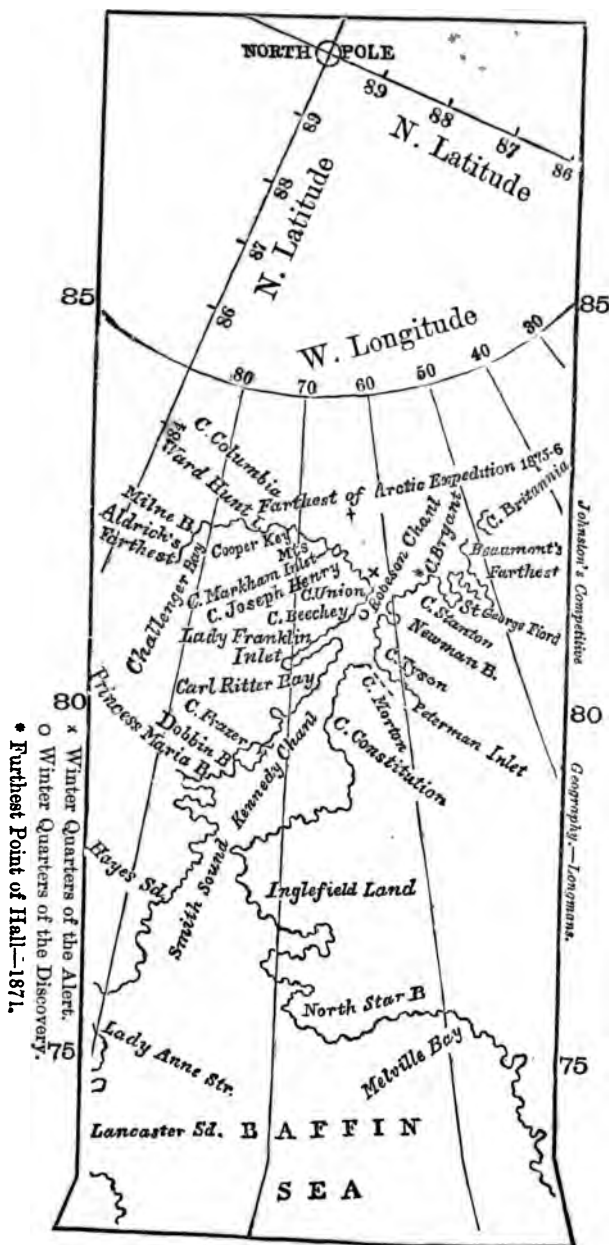 NORTH POLE
89
88
87
86
N. Latitude
89
88
87
86
N. Latitude
85
85
W. Longitude
80
70
60
50
40
30
84
C. Columbia
Ward Hunt I.
Farthest of Arctic Expedition 1875-6
Milne B.
Aldrich's
Farthest
Challenger Bay
Cooper Key
Mts
C. Markham Inlet
C. Joseph Henry
C. Union
C. Beechey
Lady Franklin
Inlet
Carl Ritter Bay
C. Frazer
Dobbin B
Princess Maria B.
Robeson Chanl
C. Bryant
C. Britannia
Beaumont's
Farthest
St George Fiord
C. Stanton
Newman B.
C. Tyson
Peterman Inlet
C. Morton
C. Constitution
Kennedy Chanl
80
80
Hayes Sd.
Smith Sound
Inglefield Land
North Star B
Melville Bay
75
75
Lady Anne Str.
Lancaster Sd.
BAFFIN
SEA
x Winter Quarters of the Alert.
o Winter Quarters of the Discovery.
* Furthest Point of Hall—1871.
Johnston's Competitive Geography.—Longmans.